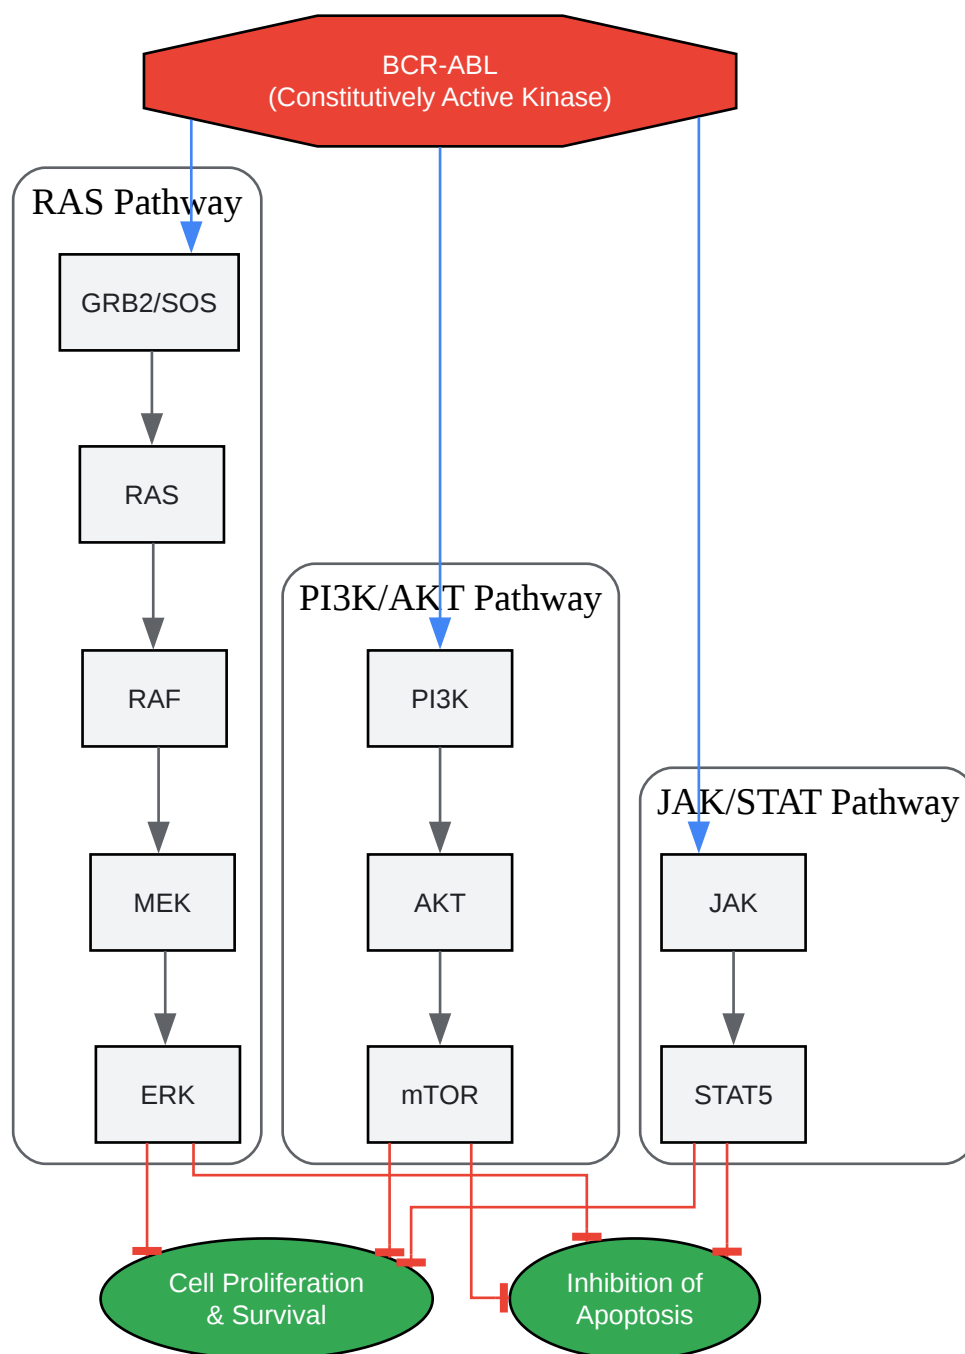 BCR-ABL
(Constitutively Active Kinase)
RAS Pathway
GRB2/SOS
RAS
RAF
MEK
ERK
PI3K/AKT Pathway
PI3K
AKT
mTOR
JAK/STAT Pathway
JAK
STAT5
Cell Proliferation
& Survival
Inhibition of
Apoptosis